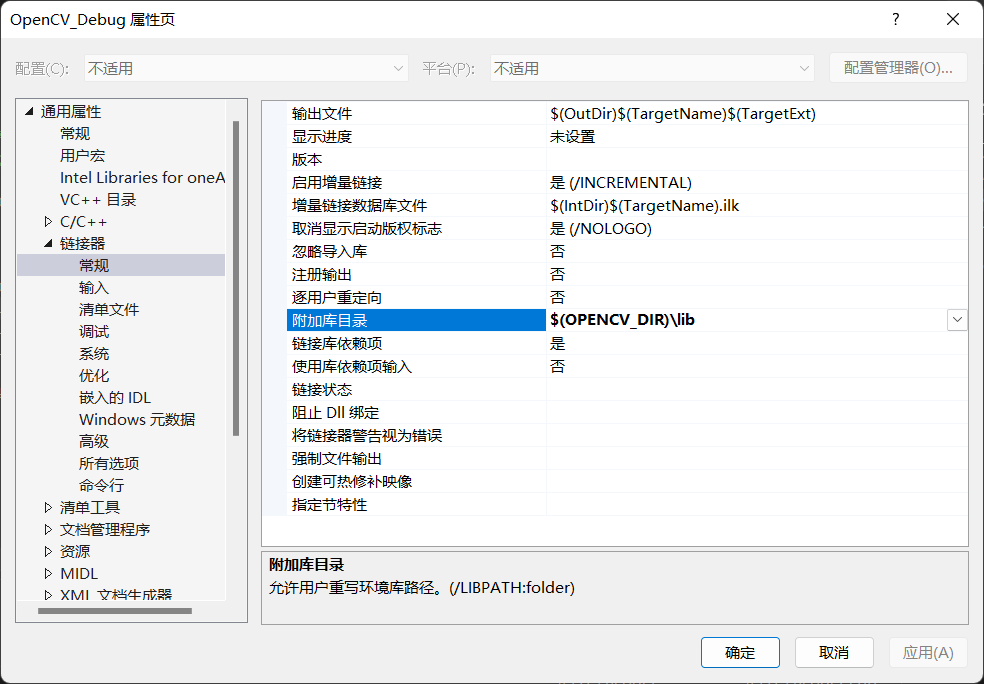 OpenCV_Debug 属性页
?
配置(C):
不适用
平台(P):
不适用
配置管理器(O)...
通用属性
常规
用户宏
Intel Libraries for oneA
VC++ 目录
C/C++
链接器
常规
输入
清单文件
调试
系统
优化
嵌入的 IDL
Windows 元数据
高级
所有选项
命令行
清单工具
文档管理程序
资源
MIDL
XML 文档生成器
输出文件 $(OutDir)$(TargetName)$(TargetExt)
显示进度 未设置
版本
启用增量链接 是 (/INCREMENTAL)
增量链接数据库文件 $(IntDir)$(TargetName).ilk
取消显示启动版权标志 是 (/NOLOGO)
忽略导入库 否
注册输出 否
逐用户重定向 否
附加库目录 $(OPENCV_DIR)\lib
链接库依赖项 是
使用库依赖项输入 否
链接状态
阻止 Dll 绑定
将链接器警告视为错误
强制文件输出
创建可热修补映像
指定节特性
附加库目录
允许用户重写环境库路径。(/LIBPATH:folder)
确定
取消
应用(A)